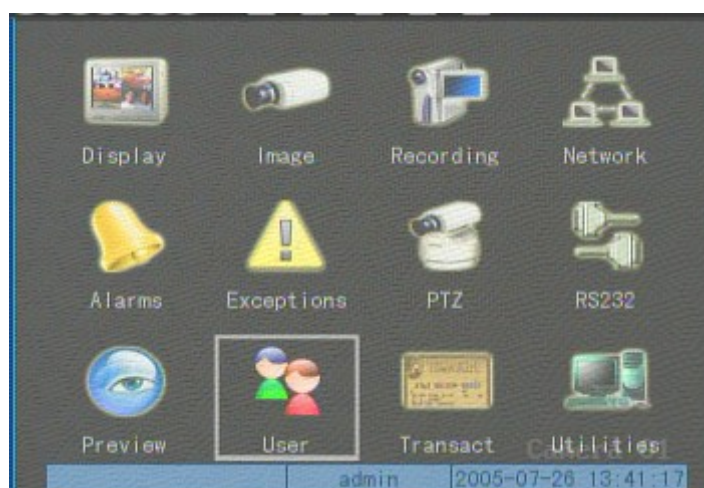 Display Image Recording Network
Alarms Exceptions PTZ RS232
Preview User Transact Utilities
admin 2005-07-26 13:41:17